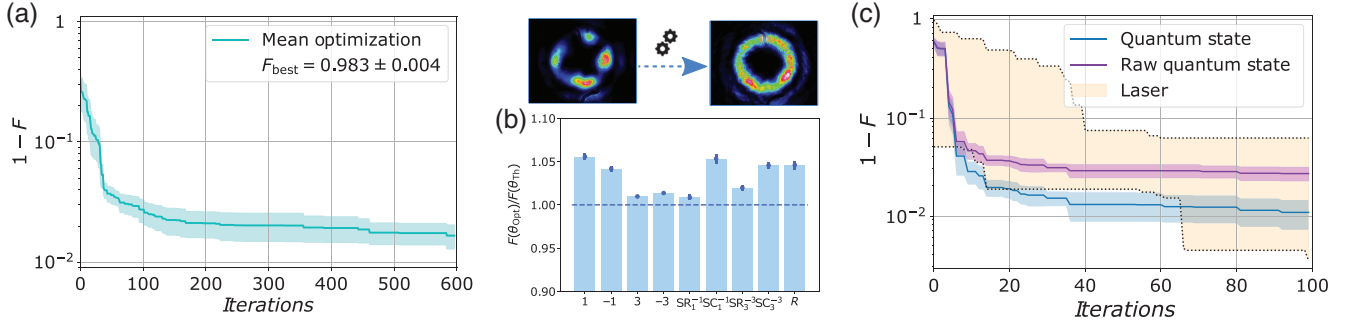 (a)
1
10⁻¹
10⁻²
1 − F
Mean optimization
F_best = 0.983 ± 0.004
0 100 200 300 400 500 600
Iterations
(b)
1.10
1.05
1.00
0.95
0.90
F(θ_Opt)/F(θ_Th)
1 −1 3 −3 SR₁⁻¹ SC₁⁻¹ SR₃⁻³ SC₃⁻³ R
(c)
1
10⁻¹
10⁻²
1 − F
Quantum state
Raw quantum state
Laser
0 20 40 60 80 100
Iterations